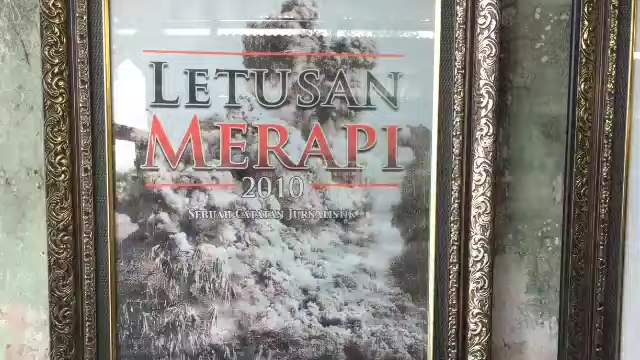 LETUSAN
MERAPI
2010
SEBUAH CATATAN JURNALISTIK